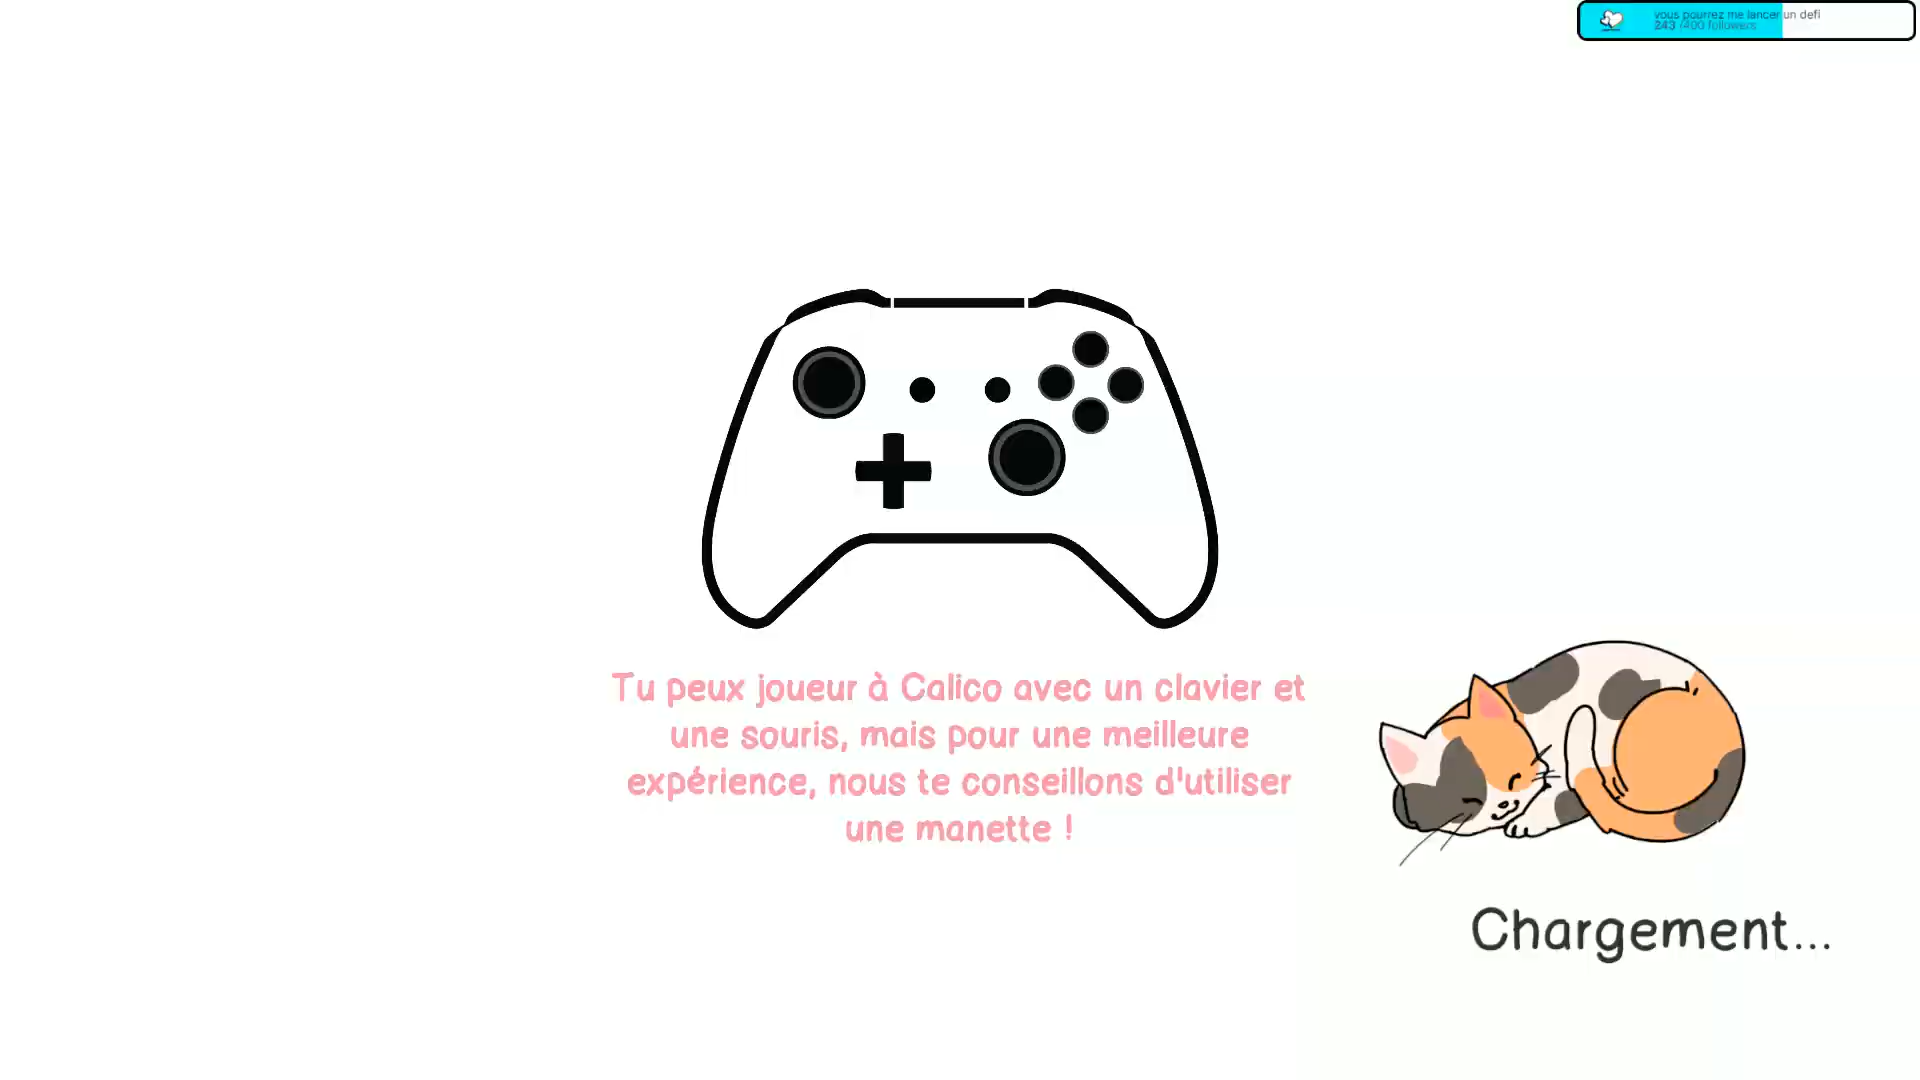 vous pourrez me lancer un defi
243 /400 followers
Tu peux joueur à Calico avec un clavier et
une souris, mais pour une meilleure
expérience, nous te conseillons d'utiliser
une manette !
Chargement...